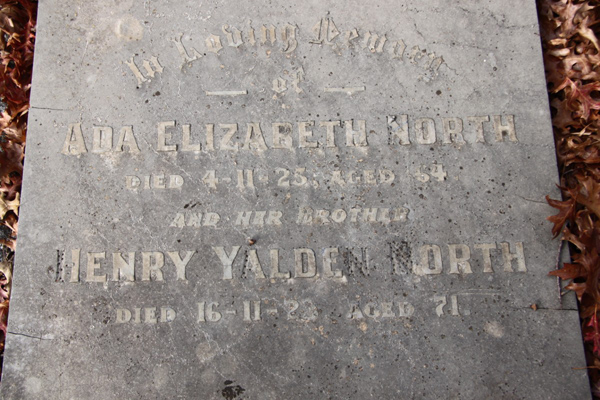 In Loving Memory
of
ADA ELIZABETH NORTH
DIED 4-11-25, AGED 64.
AND HER BROTHER
HENRY YALDEN NORTH
DIED 16-11-23 AGED 71.